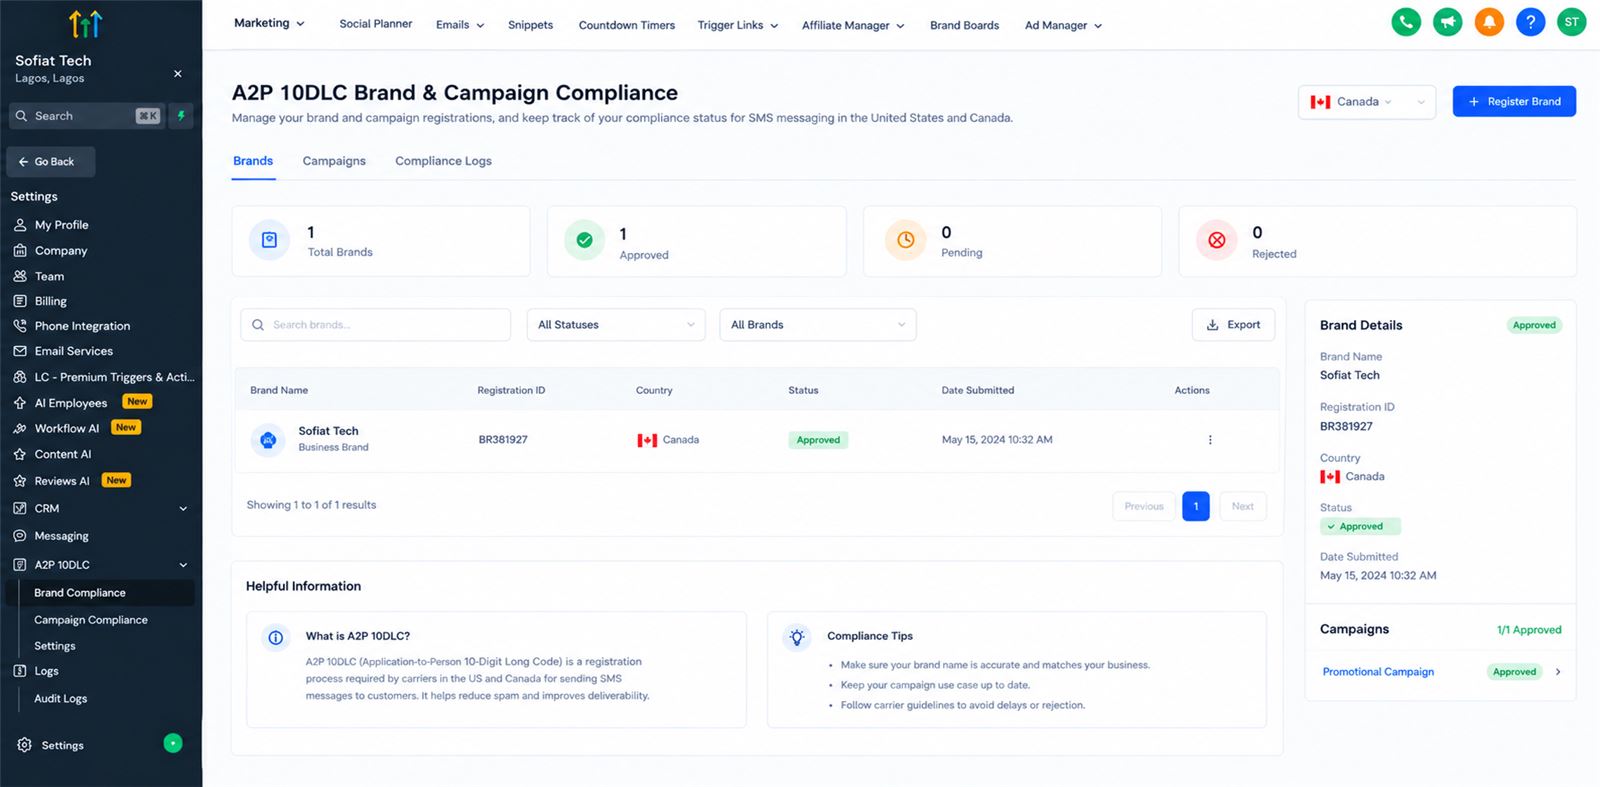 Sofiat Tech
Lagos, Lagos
Search ⌘K
Go Back
Settings
My Profile
Company
Team
Billing
Phone Integration
Email Services
LC - Premium Triggers & Acti...
AI Employees New
Workflow AI New
Content AI
Reviews AI New
CRM
Messaging
A2P 10DLC
Brand Compliance
Campaign Compliance
Settings
Logs
Audit Logs
Settings
Marketing Social Planner Emails Snippets Countdown Timers Trigger Links Affiliate Manager Brand Boards Ad Manager ? ST
A2P 10DLC Brand & Campaign Compliance
Manage your brand and campaign registrations, and keep track of your compliance status for SMS messaging in the United States and Canada.
Canada + Register Brand
Brands Campaigns Compliance Logs
1
Total Brands
1
Approved
0
Pending
0
Rejected
Search brands... All Statuses All Brands Export
Brand Name Registration ID Country Status Date Submitted Actions
Sofiat Tech
Business Brand
BR381927 Canada Approved May 15, 2024 10:32 AM
Showing 1 to 1 of 1 results Previous 1 Next
Helpful Information
What is A2P 10DLC?
A2P 10DLC (Application-to-Person 10-Digit Long Code) is a registration
process required by carriers in the US and Canada for sending SMS
messages to customers. It helps reduce spam and improves deliverability.
Compliance Tips
• Make sure your brand name is accurate and matches your business.
• Keep your campaign use case up to date.
• Follow carrier guidelines to avoid delays or rejection.
Brand Details Approved
Brand Name
Sofiat Tech
Registration ID
BR381927
Country
Canada
Status
Approved
Date Submitted
May 15, 2024 10:32 AM
Campaigns 1/1 Approved
Promotional Campaign Approved